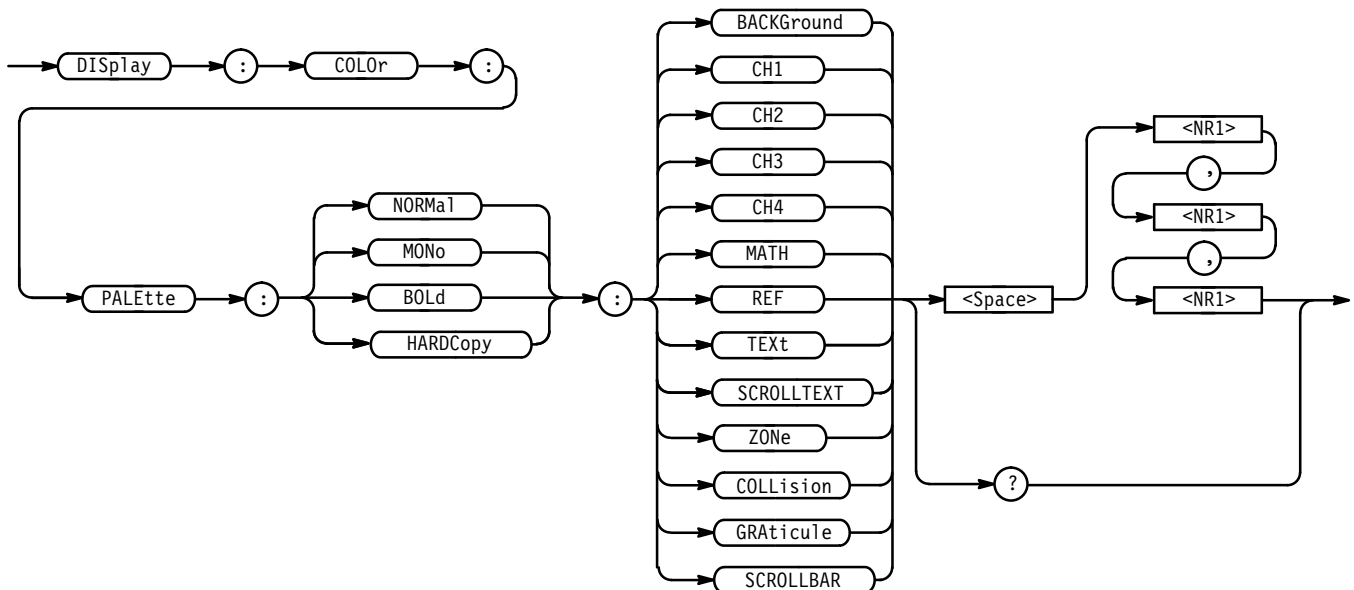 DISplay : COLOr :
PALEtte :
NORMal
MONo
BOLd
HARDCopy
:
BACKGround
CH1
CH2
CH3
CH4
MATH
REF
TEXt
SCROLLTEXT
ZONe
COLLision
GRAticule
SCROLLBAR
<Space>
<NR1>
,
<NR1>
,
<NR1>
?